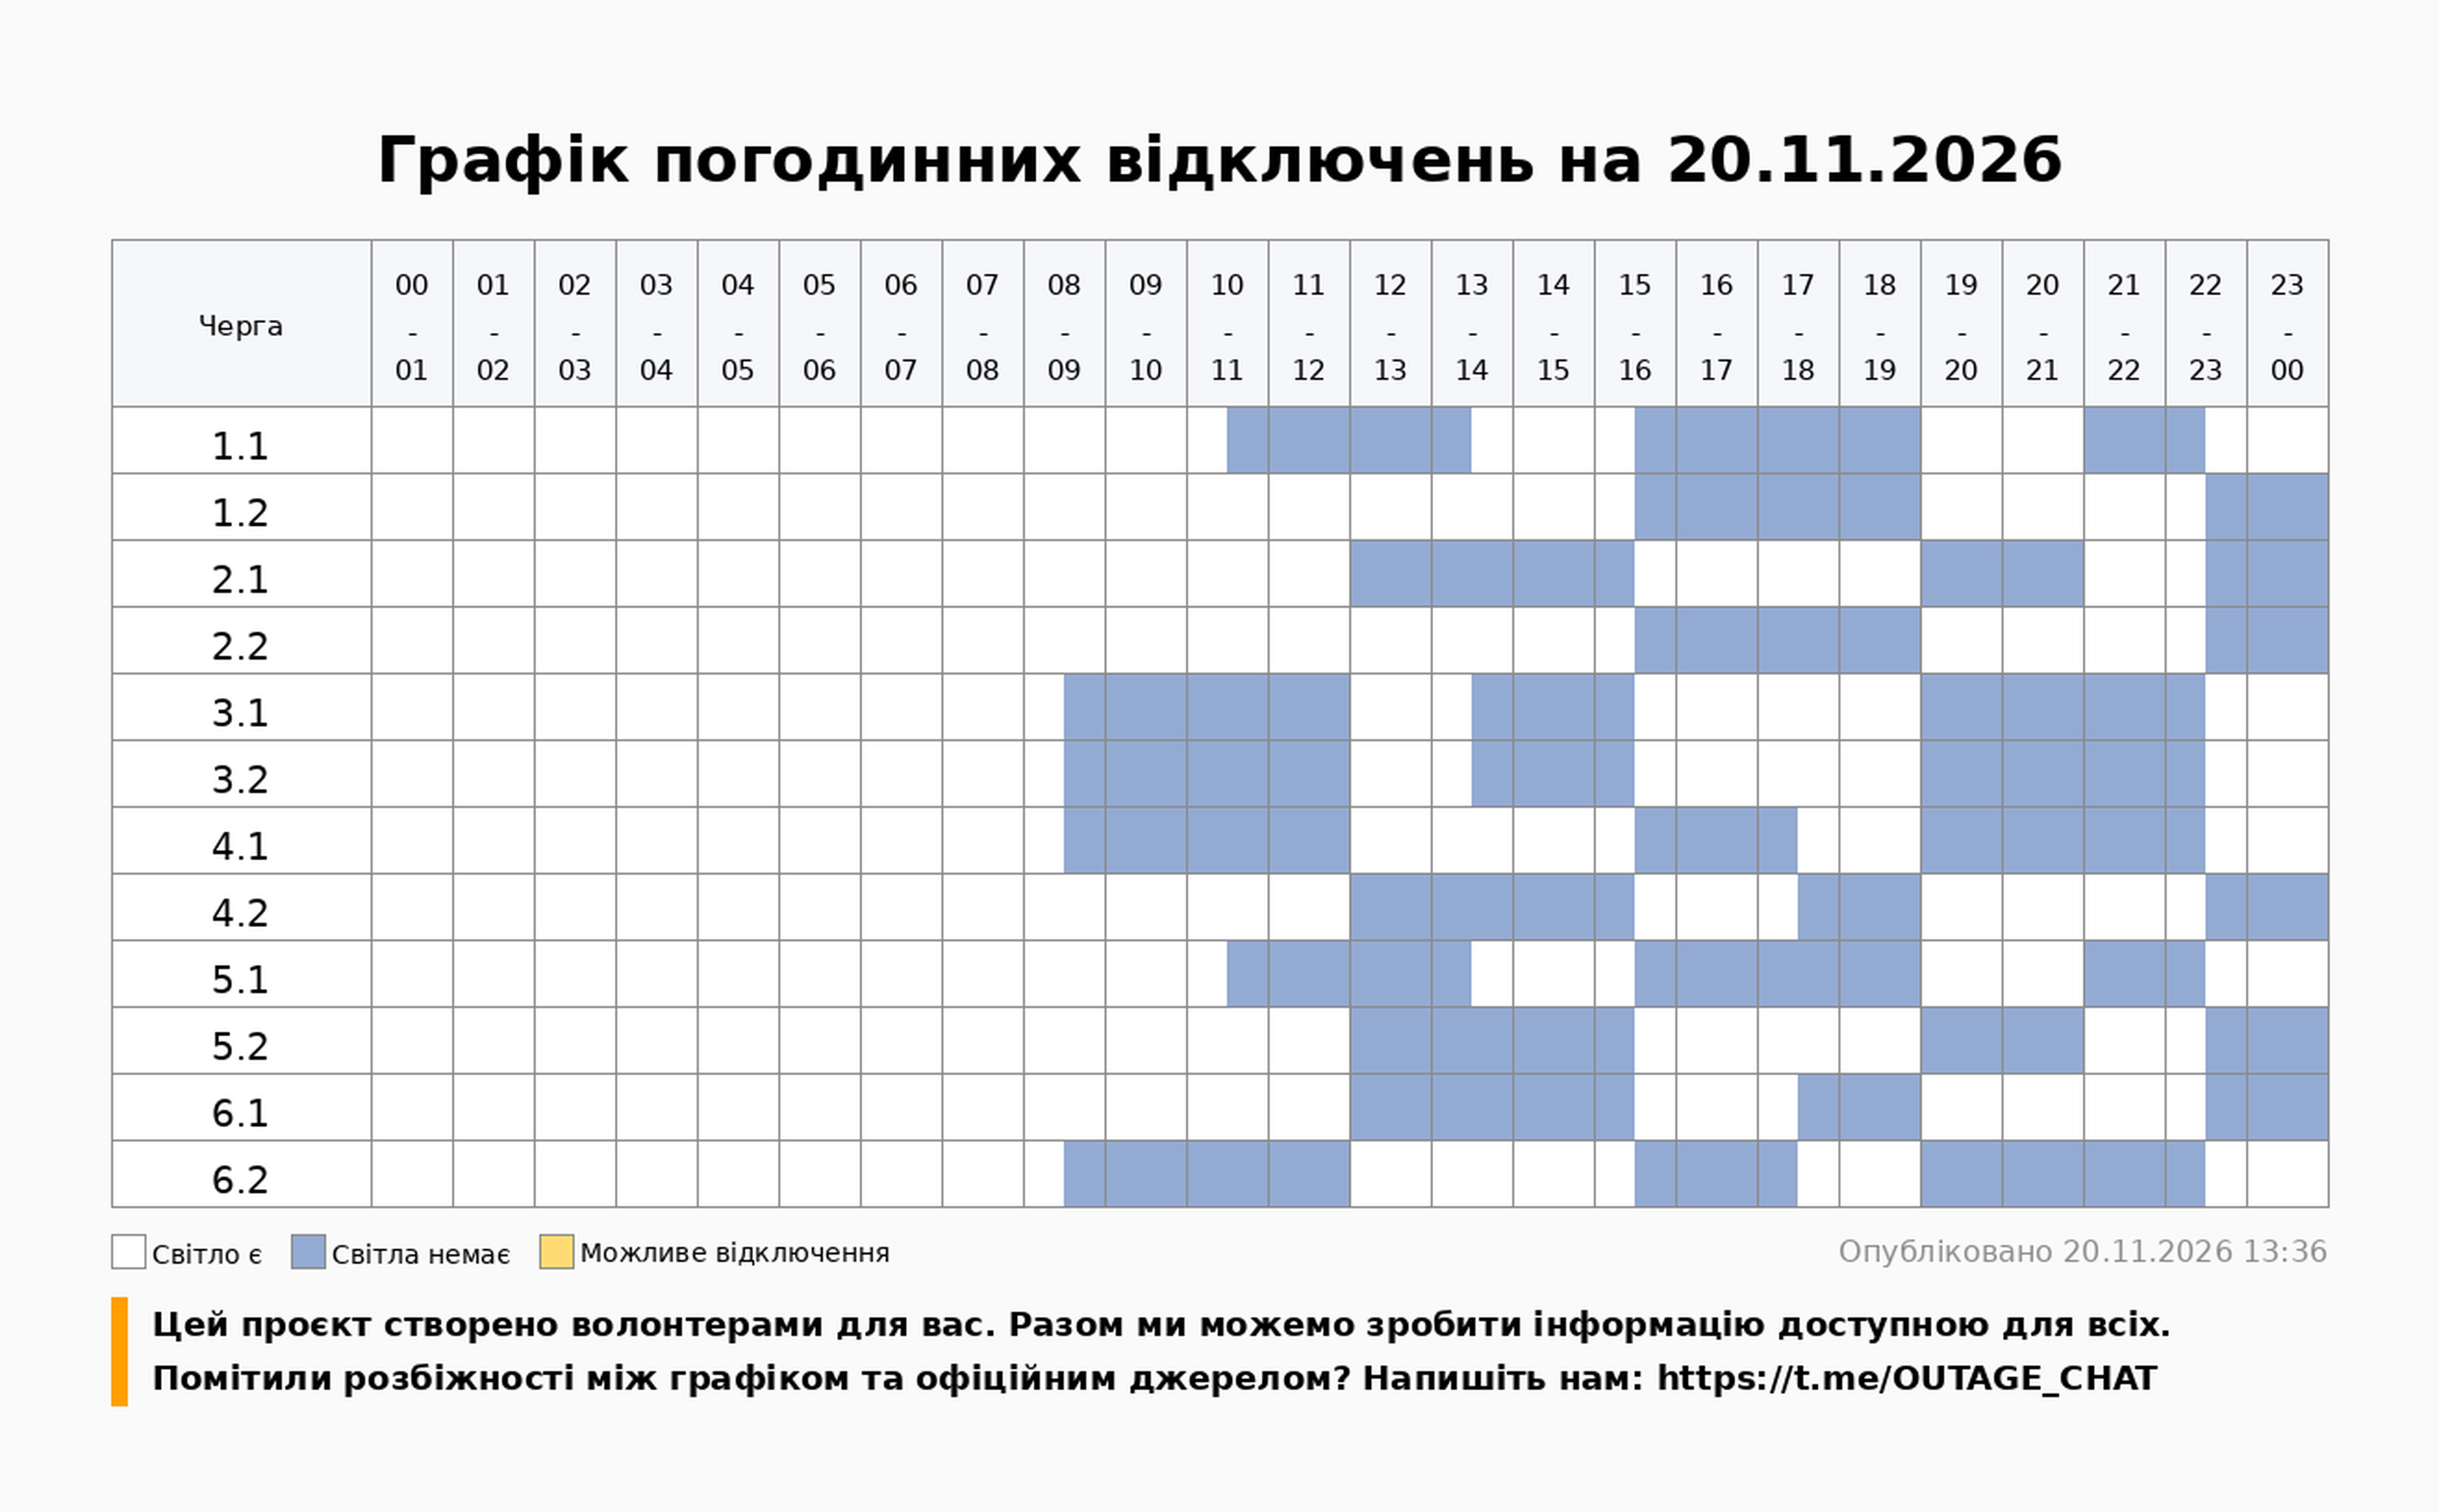 Графік погодинних відключень на 20.11.2026
Черга 00 - 01 01 - 02 02 - 03 03 - 04 04 - 05 05 - 06 06 - 07 07 - 08 08 - 09 09 - 10 10 - 11 11 - 12 12 - 13 13 - 14 14 - 15 15 - 16 16 - 17 17 - 18 18 - 19 19 - 20 20 - 21 21 - 22 22 - 23 23 - 00
1.1
1.2
2.1
2.2
3.1
3.2
4.1
4.2
5.1
5.2
6.1
6.2
Світло є Світла немає Можливе відключення Опубліковано 20.11.2026 13:36
Цей проєкт створено волонтерами для вас. Разом ми можемо зробити інформацію доступною для всіх.
Помітили розбіжності між графіком та офіційним джерелом? Напишіть нам: https://t.me/OUTAGE_CHAT